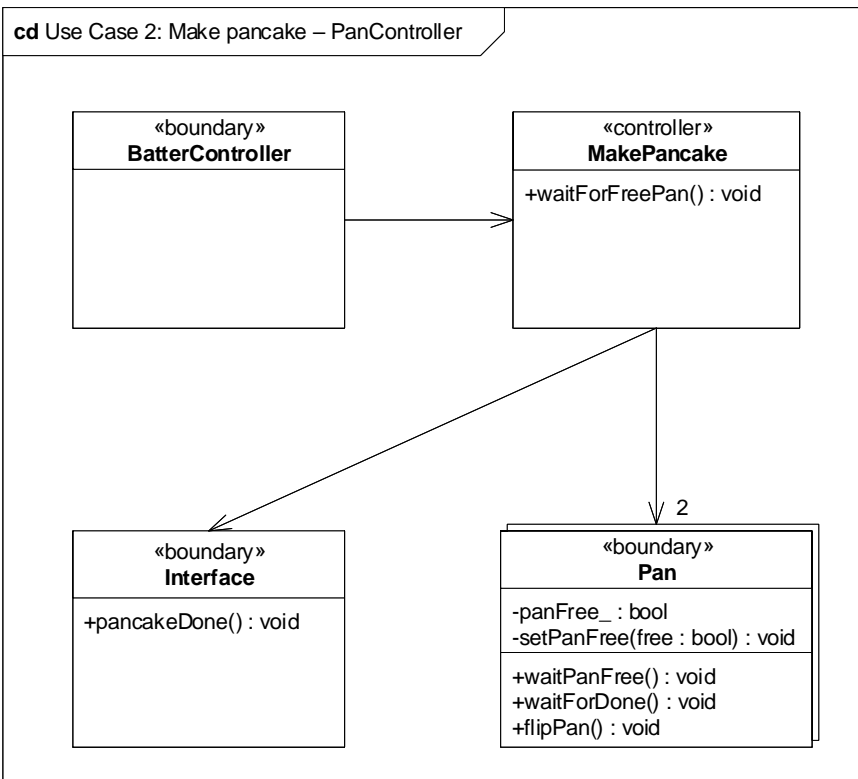 cd Use Case 2: Make pancake – PanController
«boundary»
BatterController
«controller»
MakePancake
+waitForFreePan() : void
2
«boundary»
Interface
+pancakeDone() : void
«boundary»
Pan
-panFree_ : bool
-setPanFree(free : bool) : void
+waitPanFree() : void
+waitForDone() : void
+flipPan() : void